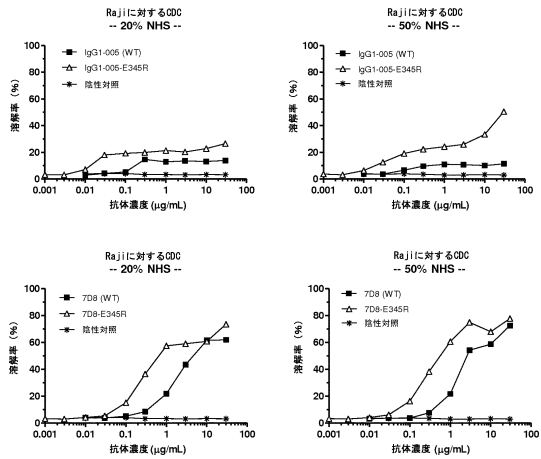 Rajiに対するCDC
-- 20% NHS --
IgG1-005 (WT)
IgG1-005-E345R
陰性対照
溶解率 (%)
100
80
60
40
20
0
0.001
0.01
0.1
1
10
100
抗体濃度 (μg/mL)
Rajiに対するCDC
-- 50% NHS --
IgG1-005 (WT)
IgG1-005-E345R
陰性対照
溶解率 (%)
100
80
60
40
20
0
0.001
0.01
0.1
1
10
100
抗体濃度 (μg/mL)
Rajiに対するCDC
-- 20% NHS --
7D8 (WT)
7D8-E345R
陰性対照
溶解率 (%)
100
80
60
40
20
0
0.001
0.01
0.1
1
10
100
抗体濃度 (μg/mL)
Rajiに対するCDC
-- 50% NHS --
7D8 (WT)
7D8-E345R
陰性対照
溶解率 (%)
100
80
60
40
20
0
0.001
0.01
0.1
1
10
100
抗体濃度 (μg/mL)